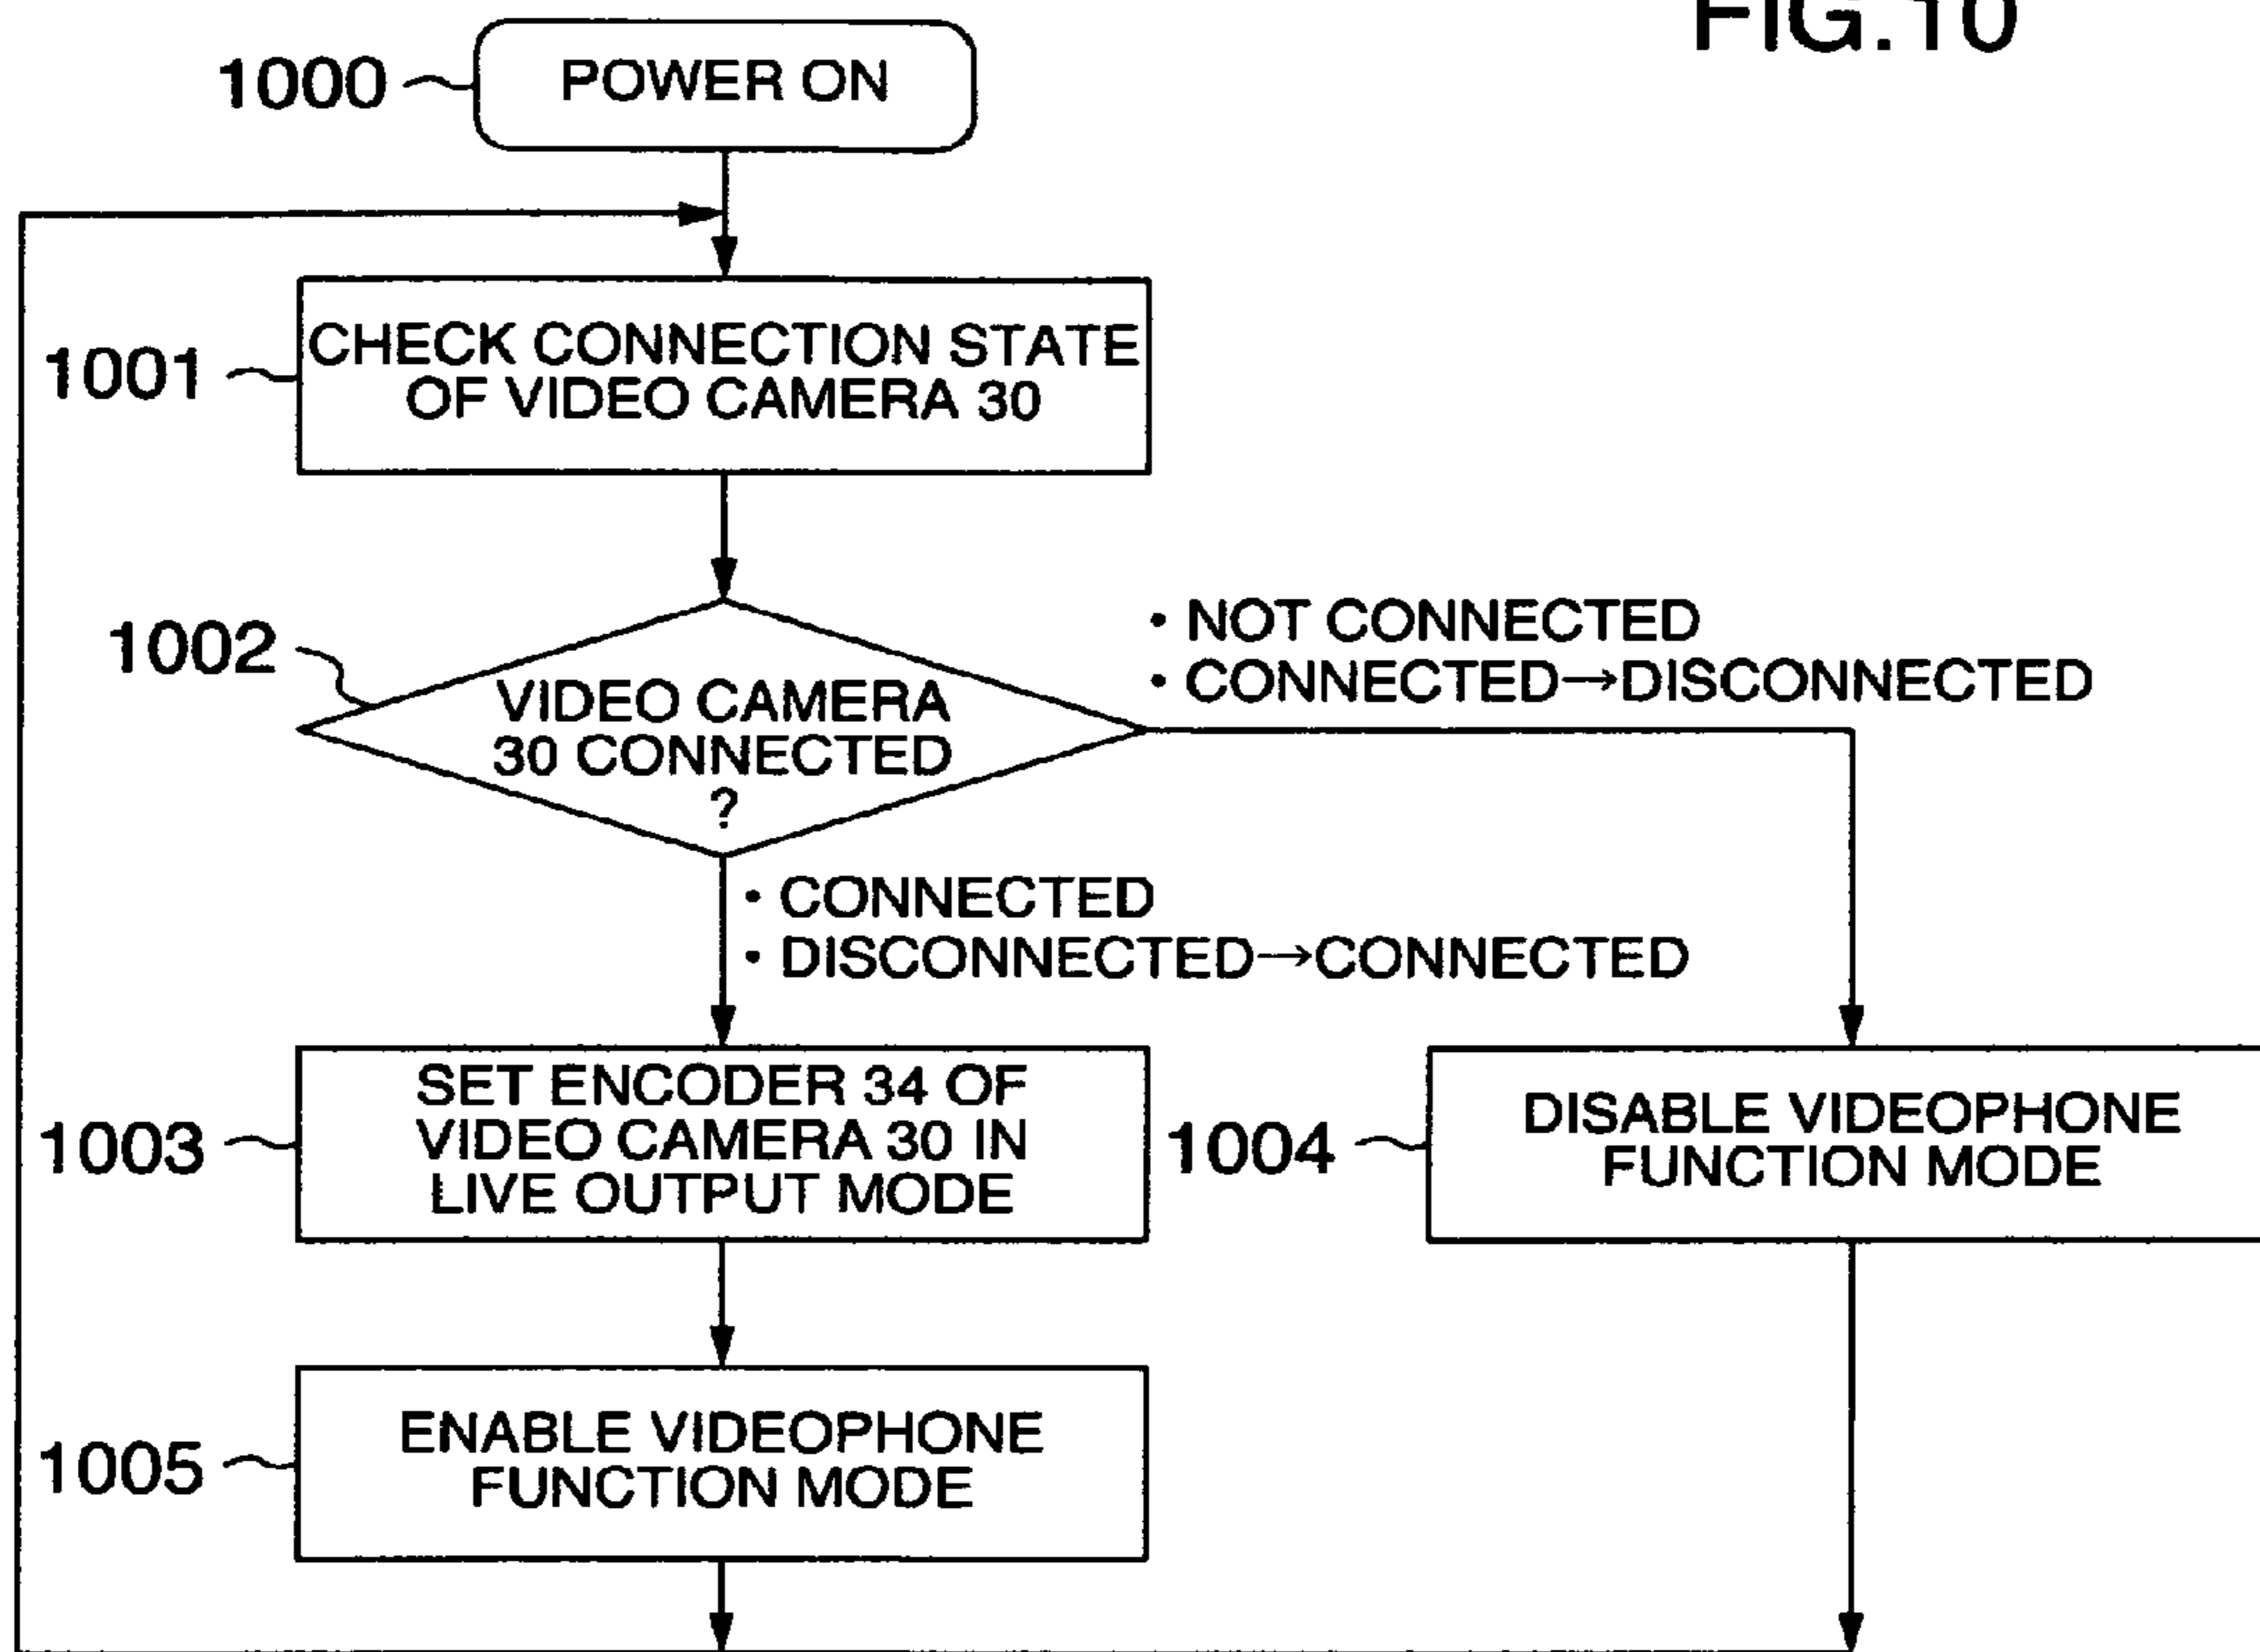 FIG.10
1000
POWER ON
1001
CHECK CONNECTION STATE
OF VIDEO CAMERA 30
1002
VIDEO CAMERA
30 CONNECTED
?
• NOT CONNECTED
• CONNECTED→DISCONNECTED
• CONNECTED
• DISCONNECTED→CONNECTED
1003
SET ENCODER 34 OF
VIDEO CAMERA 30 IN
LIVE OUTPUT MODE
1004
DISABLE VIDEOPHONE
FUNCTION MODE
1005
ENABLE VIDEOPHONE
FUNCTION MODE